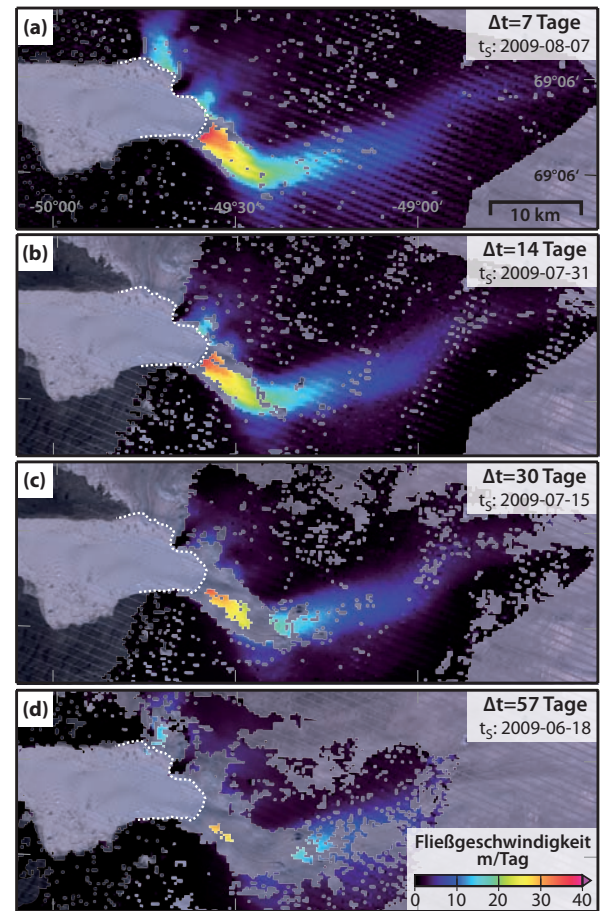 (a)
Δt=7 Tage
tS: 2009-08-07
69°06′
69°06′
-50°00′
-49°30′
-49°00′
10 km
(b)
Δt=14 Tage
tS: 2009-07-31
(c)
Δt=30 Tage
tS: 2009-07-15
(d)
Δt=57 Tage
tS: 2009-06-18
Fließgeschwindigkeit
m/Tag
0 10 20 30 40